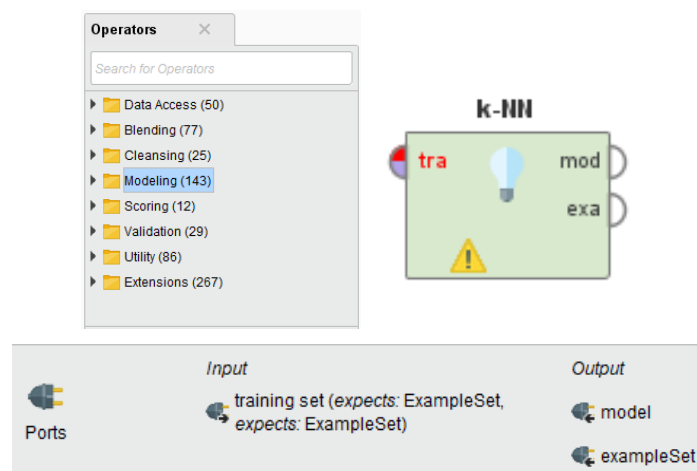 Operators
Search for Operators
Data Access (50)
Blending (77)
Cleansing (25)
Modeling (143)
Scoring (12)
Validation (29)
Utility (86)
Extensions (267)
k-NN
tra
mod
exa
Ports
Input
training set (expects: ExampleSet,
expects: ExampleSet)
Output
model
exampleSet